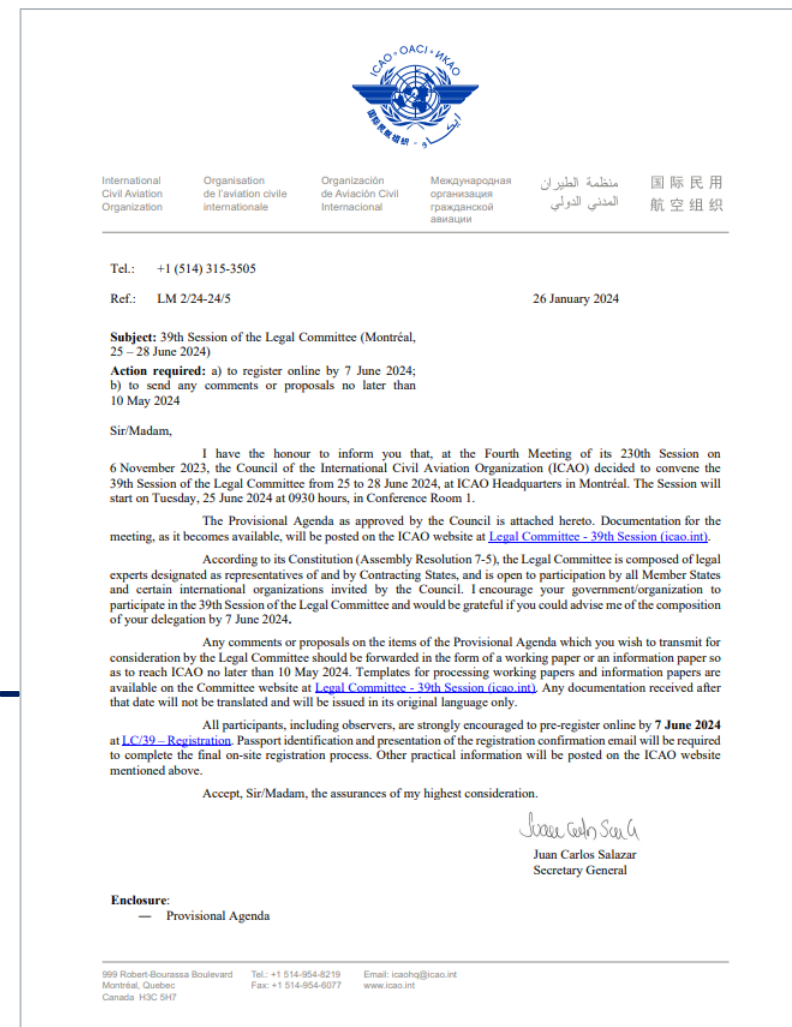 ICAO · OACI · ИКАО
国际民航组织 · ايكاو
International
Civil Aviation
Organization
Organisation
de l'aviation civile
internationale
Organización
de Aviación Civil
Internacional
Международная
организация
гражданской
авиации
منظمة الطيران
المدني الدولي
国际民用
航空组织
Tel.: +1 (514) 315-3505
Ref.: LM 2/24-24/5 26 January 2024
Subject: 39th Session of the Legal Committee (Montréal,
25 – 28 June 2024)
Action required: a) to register online by 7 June 2024;
b) to send any comments or proposals no later than
10 May 2024
Sir/Madam,
I have the honour to inform you that, at the Fourth Meeting of its 230th Session on
6 November 2023, the Council of the International Civil Aviation Organization (ICAO) decided to convene the
39th Session of the Legal Committee from 25 to 28 June 2024, at ICAO Headquarters in Montréal. The Session will
start on Tuesday, 25 June 2024 at 0930 hours, in Conference Room 1.
The Provisional Agenda as approved by the Council is attached hereto. Documentation for the
meeting, as it becomes available, will be posted on the ICAO website at Legal Committee - 39th Session (icao.int).
According to its Constitution (Assembly Resolution 7-5), the Legal Committee is composed of legal
experts designated as representatives of and by Contracting States, and is open to participation by all Member States
and certain international organizations invited by the Council. I encourage your government/organization to
participate in the 39th Session of the Legal Committee and would be grateful if you could advise me of the composition
of your delegation by 7 June 2024.
Any comments or proposals on the items of the Provisional Agenda which you wish to transmit for
consideration by the Legal Committee should be forwarded in the form of a working paper or an information paper so
as to reach ICAO no later than 10 May 2024. Templates for processing working papers and information papers are
available on the Committee website at Legal Committee - 39th Session (icao.int). Any documentation received after
that date will not be translated and will be issued in its original language only.
All participants, including observers, are strongly encouraged to pre-register online by 7 June 2024
at LC/39 – Registration. Passport identification and presentation of the registration confirmation email will be required
to complete the final on-site registration process. Other practical information will be posted on the ICAO website
mentioned above.
Accept, Sir/Madam, the assurances of my highest consideration.
Juan Carlos Salazar
Secretary General
Enclosure:
— Provisional Agenda
999 Robert-Bourassa Boulevard
Montréal, Quebec
Canada H3C 5H7
Tel.: +1 514-954-8219
Fax: +1 514-954-6077
Email: icaohq@icao.int
www.icao.int